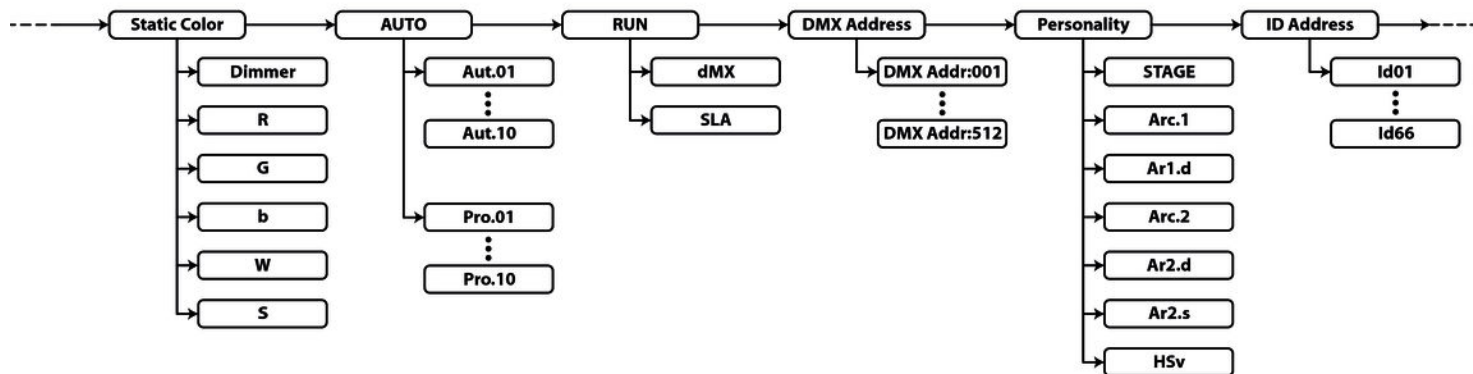 Static Color
AUTO
RUN
DMX Address
Personality
ID Address
Dimmer
R
G
b
W
S
Aut.01
Aut.10
Pro.01
Pro.10
dMX
SLA
DMX Addr:001
DMX Addr:512
STAGE
Arc.1
Ar1.d
Arc.2
Ar2.d
Ar2.s
HSv
Id01
Id66